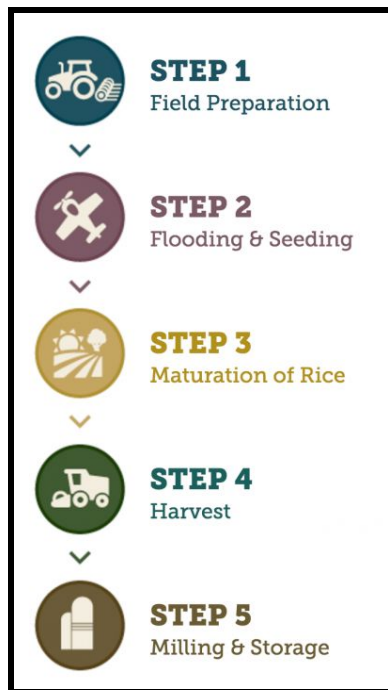 STEP 1
Field Preparation
STEP 2
Flooding & Seeding
STEP 3
Maturation of Rice
STEP 4
Harvest
STEP 5
Milling & Storage